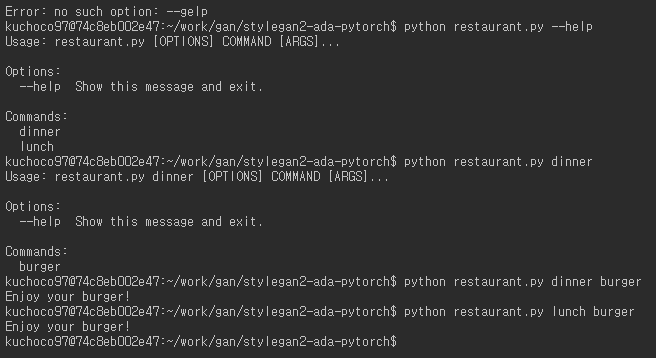 Error: no such option: --gelp
kuchoco97@74c8eb002e47:~/work/gan/stylegan2-ada-pytorch$ python restaurant.py --help
Usage: restaurant.py [OPTIONS] COMMAND [ARGS]...

Options:
  --help  Show this message and exit.

Commands:
  dinner
  lunch
kuchoco97@74c8eb002e47:~/work/gan/stylegan2-ada-pytorch$ python restaurant.py dinner
Usage: restaurant.py dinner [OPTIONS] COMMAND [ARGS]...

Options:
  --help  Show this message and exit.

Commands:
  burger
kuchoco97@74c8eb002e47:~/work/gan/stylegan2-ada-pytorch$ python restaurant.py dinner burger
Enjoy your burger!
kuchoco97@74c8eb002e47:~/work/gan/stylegan2-ada-pytorch$ python restaurant.py lunch burger
Enjoy your burger!
kuchoco97@74c8eb002e47:~/work/gan/stylegan2-ada-pytorch$